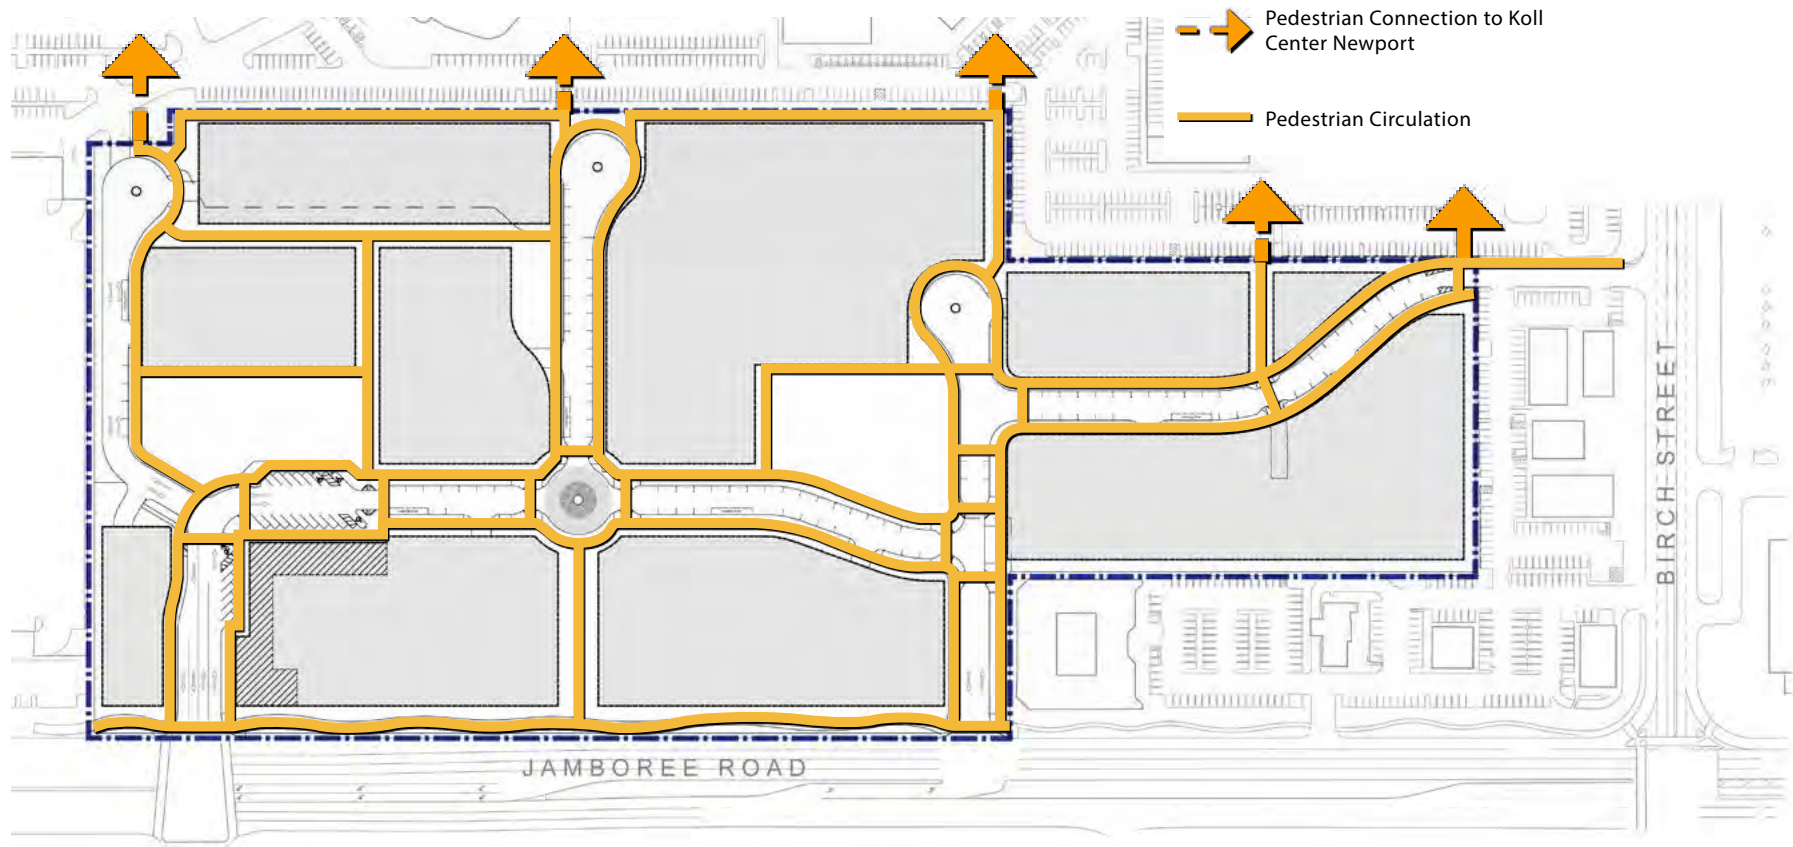 Pedestrian Connection to Koll
Center Newport
Pedestrian Circulation
BIRCH STREET
JAMBOREE ROAD